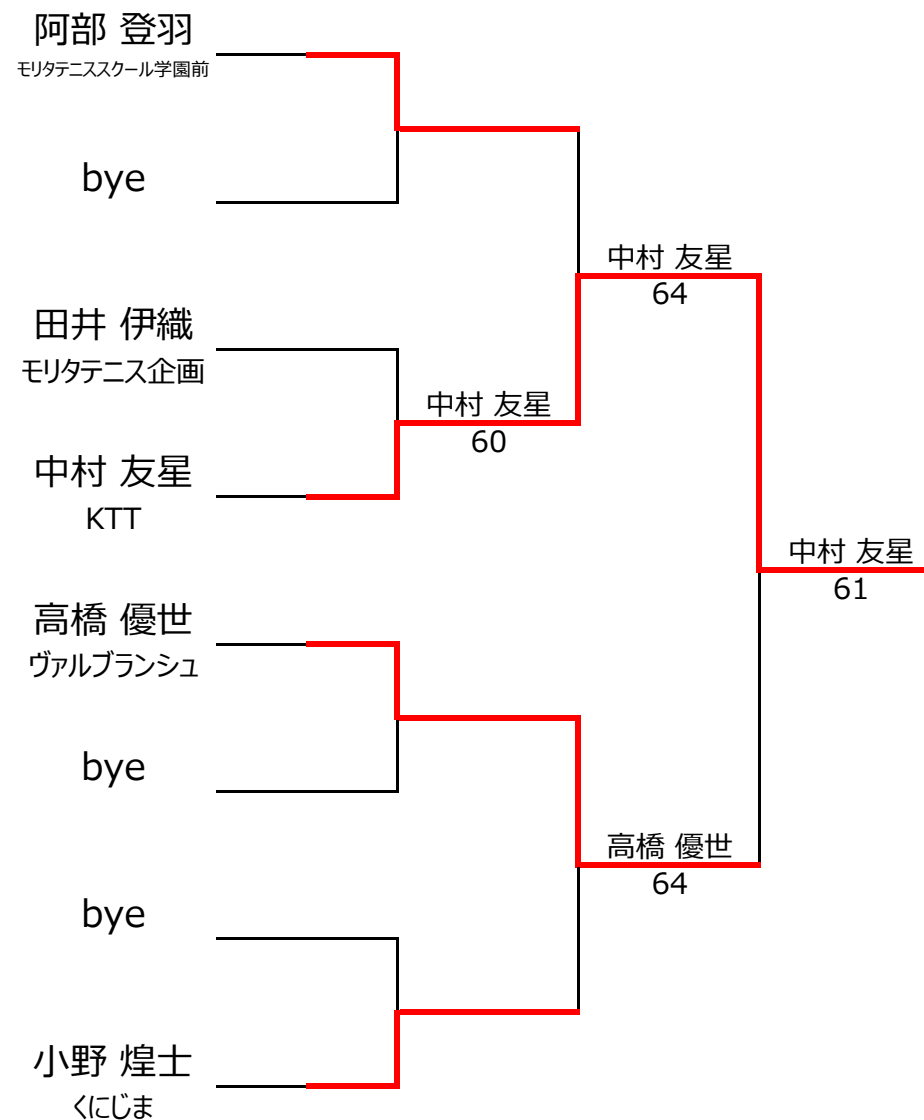 阿部 登羽
モリタテニススクール学園前
bye
田井 伊織
モリタテニス企画
中村 友星
KTT
高橋 優世
ヴァルブランシュ
bye
bye
小野 煌士
くにじま
中村 友星
60
中村 友星
64
高橋 優世
64
中村 友星
61